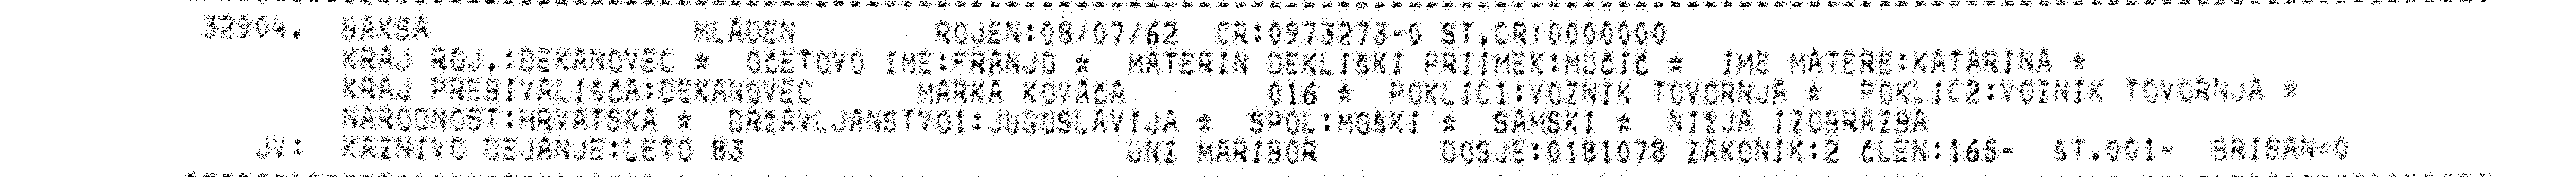 32904. BAKSA MLADEN ROJEN:08/07/62 CR:0973273-0 ST.CR:0000000
KRAJ ROJ.:DEKANOVEC * OČETOVO IME:FRANJO * MATERIN DEKLIŠKI PRIIMEK:MUČIČ * IME MATERE:KATARINA *
KRAJ PREBIVALIŠČA:DEKANOVEC MARKA KOVAČA 016 * POKLIC1:VOZNIK TOVORNJA * POKLIC2:VOZNIK TOVORNJA *
NARODNOST:HRVATSKA * DRŽAVLJANSTVO1:JUGOSLAVIJA * SPOL:MOŠKI * SAMSKI * NIŽJA IZOBRAZBA
JV: KAZNIVO DEJANJE:LETO 83 UNZ MARIBOR DOSJE:0181078 ZAKONIK:2 ČLEN:165- ŠT.001- BRISAN=0